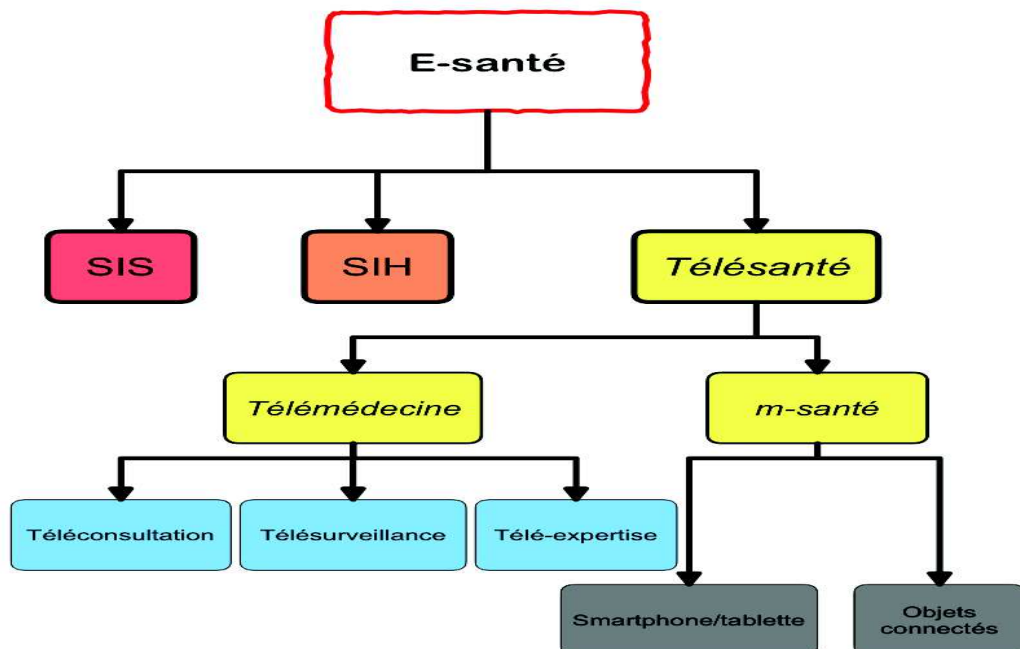 E-santé
SIS
SIH
Télésanté
Télémédecine
m-santé
Téléconsultation
Télésurveillance
Télé-expertise
Smartphone/tablette
Objets
connectés